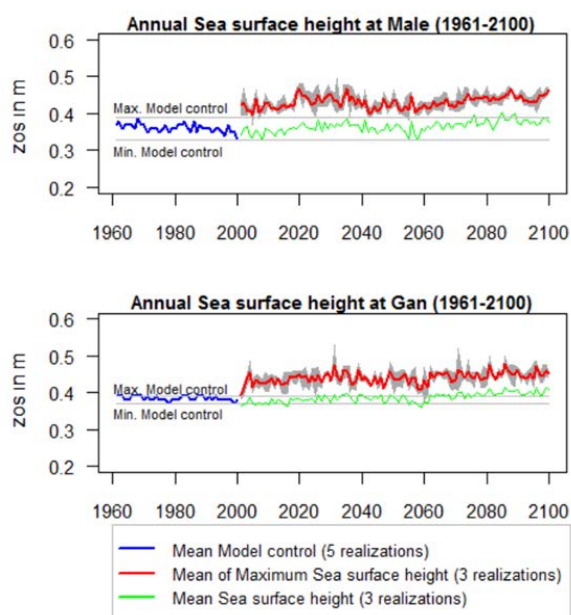 Annual Sea surface height at Male (1961-2100)
0.6
0.5
0.4
0.3
0.2
zos in m
Max. Model control
Min. Model control
1960 1980 2000 2020 2040 2060 2080 2100
Annual Sea surface height at Gan (1961-2100)
0.6
0.5
0.4
0.3
0.2
zos in m
Max. Model control
Min. Model control
1960 1980 2000 2020 2040 2060 2080 2100
Mean Model control (5 realizations)
Mean of Maximum Sea surface height (3 realizations)
Mean Sea surface height (3 realizations)